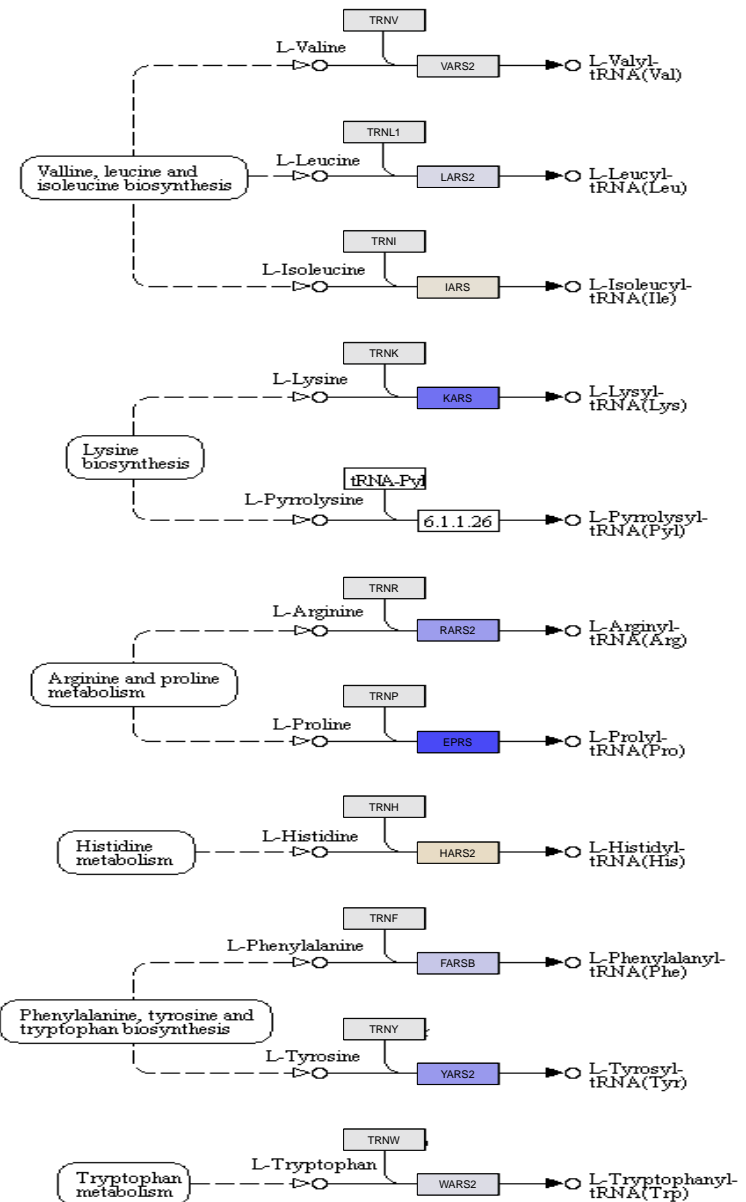 TRNV
L-Valine
VARS2
L-Valyl-
tRNA(Val)
TRNL1
L-Leucine
Valline, leucine and
isoleucine biosynthesis
LARS2
L-Leucyl-
tRNA(Leu)
TRNI
L-Isoleucine
IARS
L-Isoleucyl-
tRNA(Ile)
TRNK
L-Lysine
KARS
L-Lysyl-
tRNA(Lys)
Lysine
biosynthesis
tRNA-Pyl
L-Pyrrolysine
6.1.1.26
L-Pyrrolysyl-
tRNA(Pyl)
TRNR
L-Arginine
RARS2
L-Arginyl-
tRNA(Arg)
Arginine and proline
metabolism
TRNP
L-Proline
EPRS
L-Prolyl-
tRNA(Pro)
TRNH
L-Histidine
Histidine
metabolism
HARS2
L-Histidyl-
tRNA(His)
TRNF
L-Phenylalanine
FARSB
L-Phenylalanyl-
tRNA(Phe)
Phenylalanine, tyrosine and
tryptophan biosynthesis
TRNY
L-Tyrosine
YARS2
L-Tyrosyl-
tRNA(Tyr)
TRNW
L-Tryptophan
Tryptophan
metabolism
WARS2
L-Tryptophanyl-
tRNA(Trp)